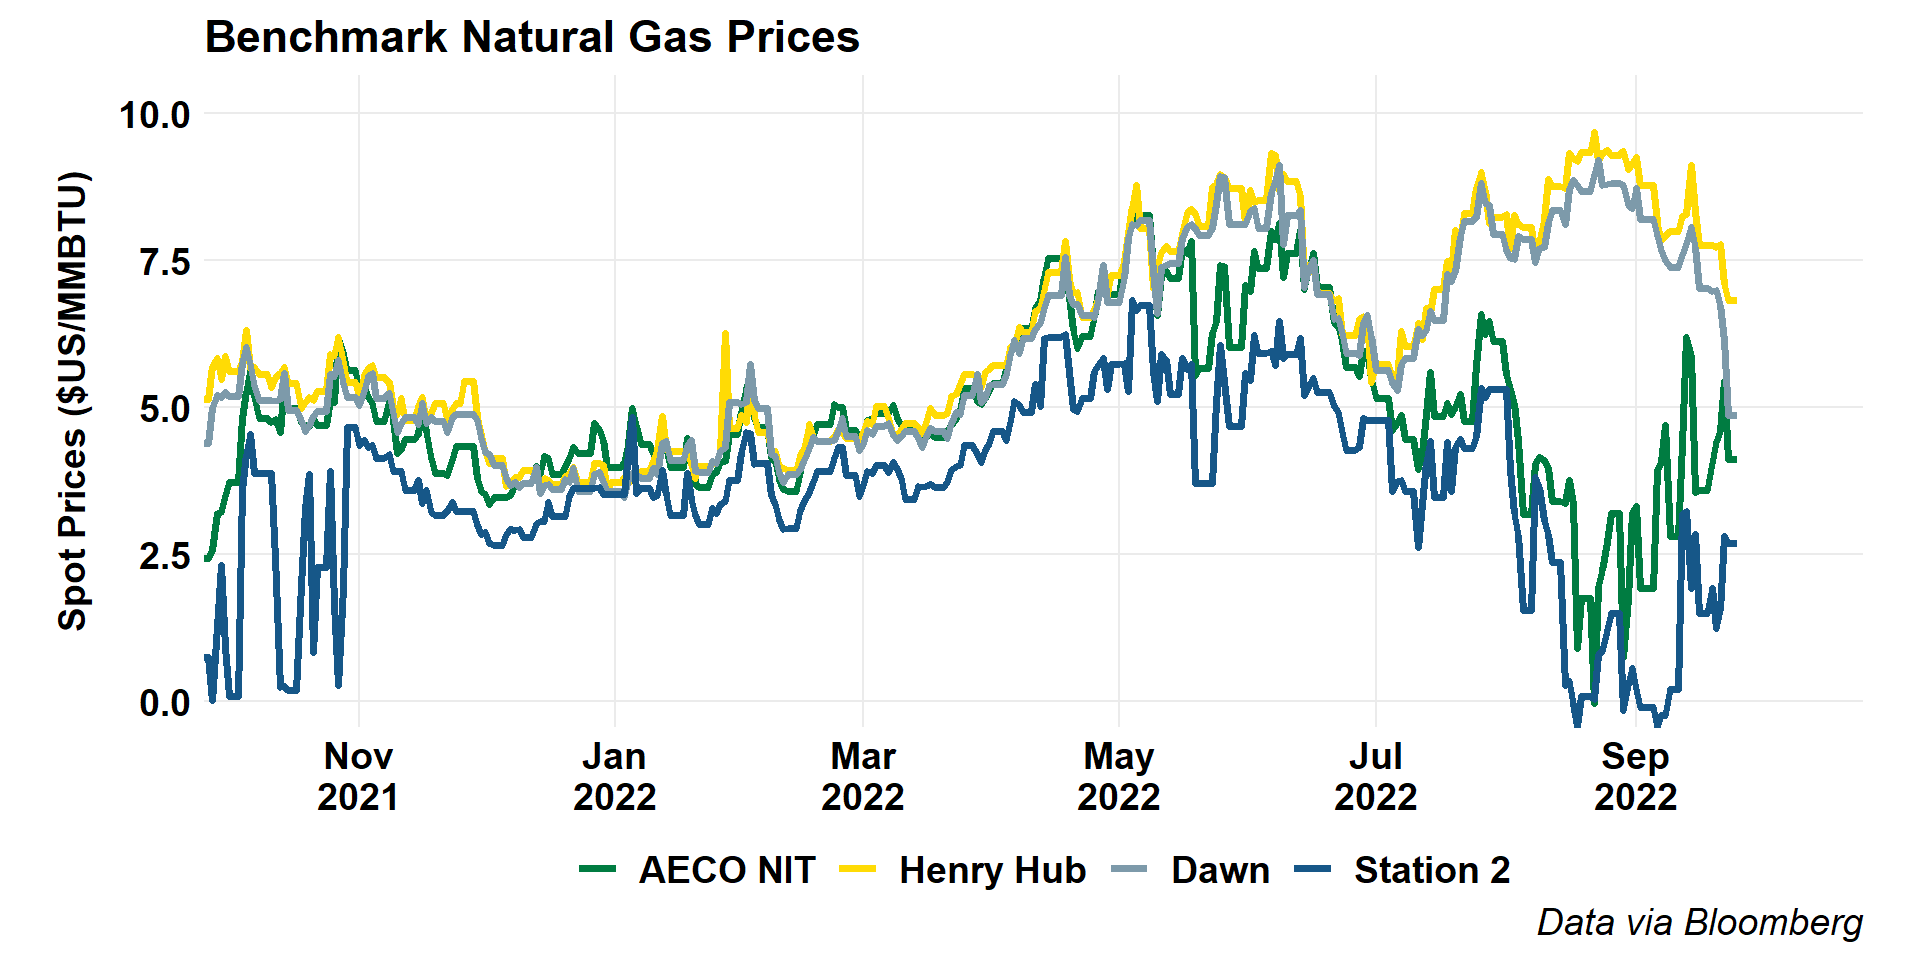 Benchmark Natural Gas Prices
Spot Prices ($US/MMBTU)
10.0
7.5
5.0
2.5
0.0
Nov Jan Mar May Jul Sep
2021 2022 2022 2022 2022 2022
AECO NIT Henry Hub Dawn Station 2
Data via Bloomberg